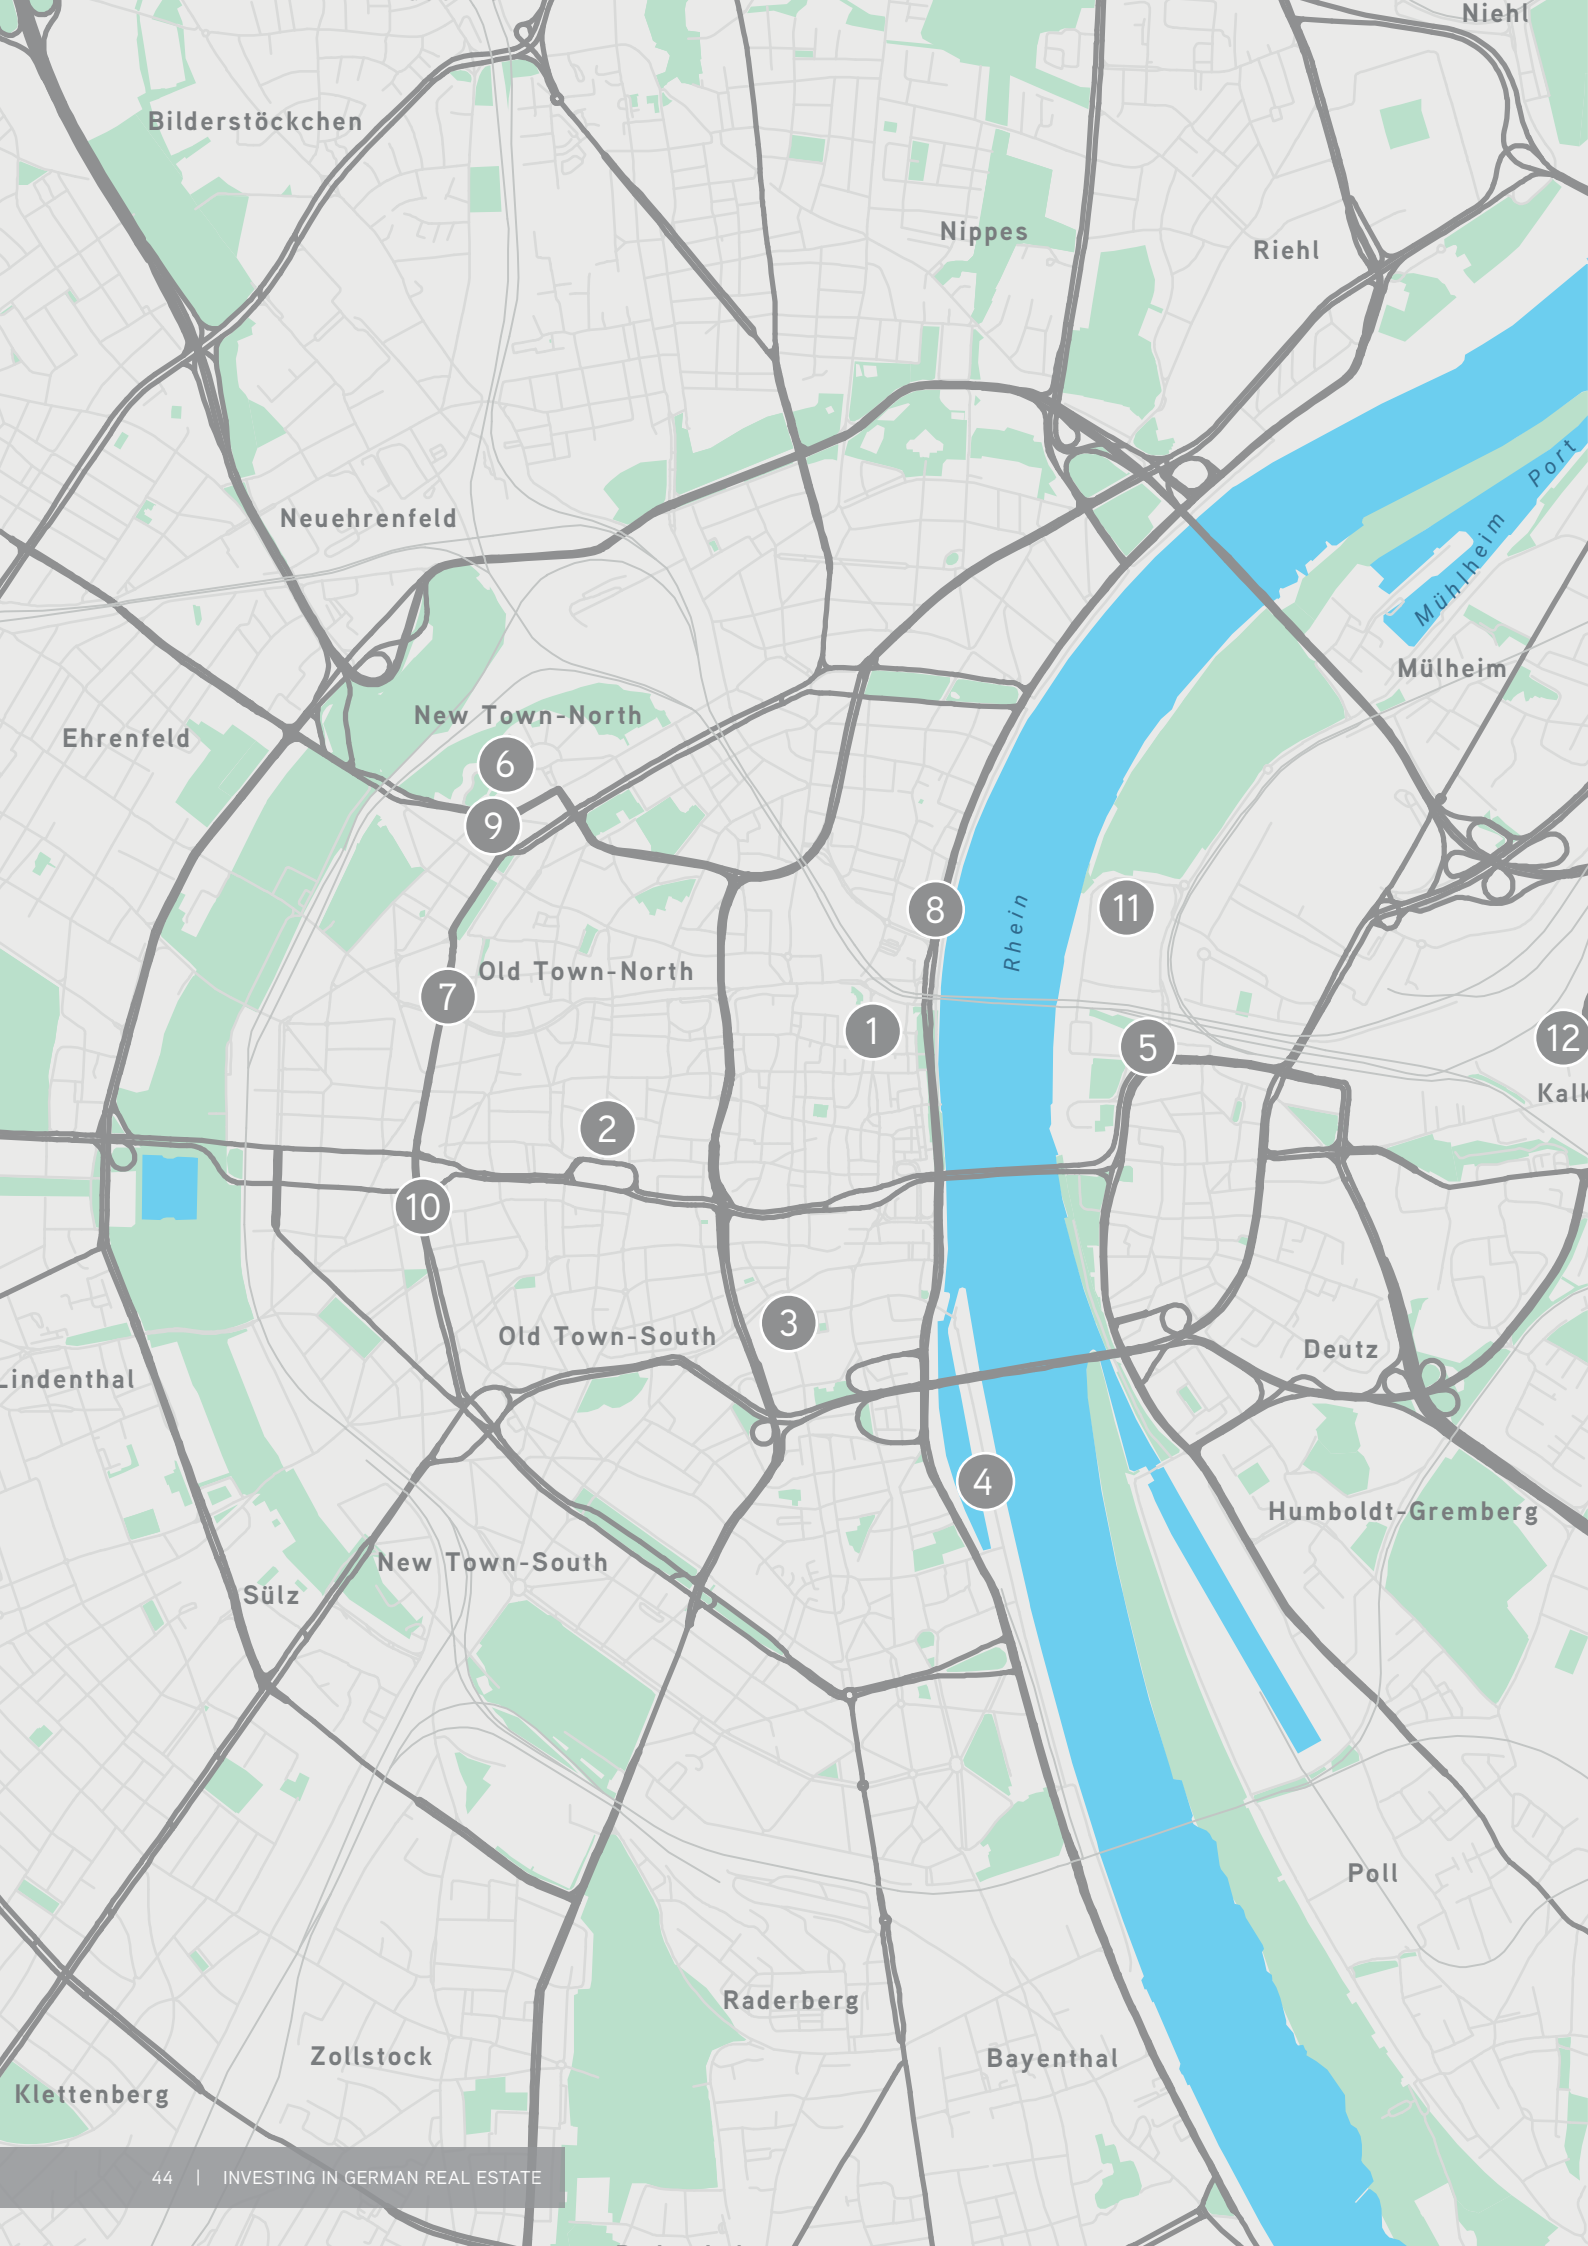 Niehl
Bilderstöckchen
Nippes
Riehl
Port
Mühlheim
Neuehrenfeld
Mülheim
New Town-North
Ehrenfeld
6
9
8
11
Rhein
Old Town-North
7
1
5
12
Kalk
2
10
3
Old Town-South
Deutz
Lindenthal
4
Humboldt-Gremberg
New Town-South
Sülz
Poll
Raderberg
Zollstock
Bayenthal
Klettenberg
44 | INVESTING IN GERMAN REAL ESTATE